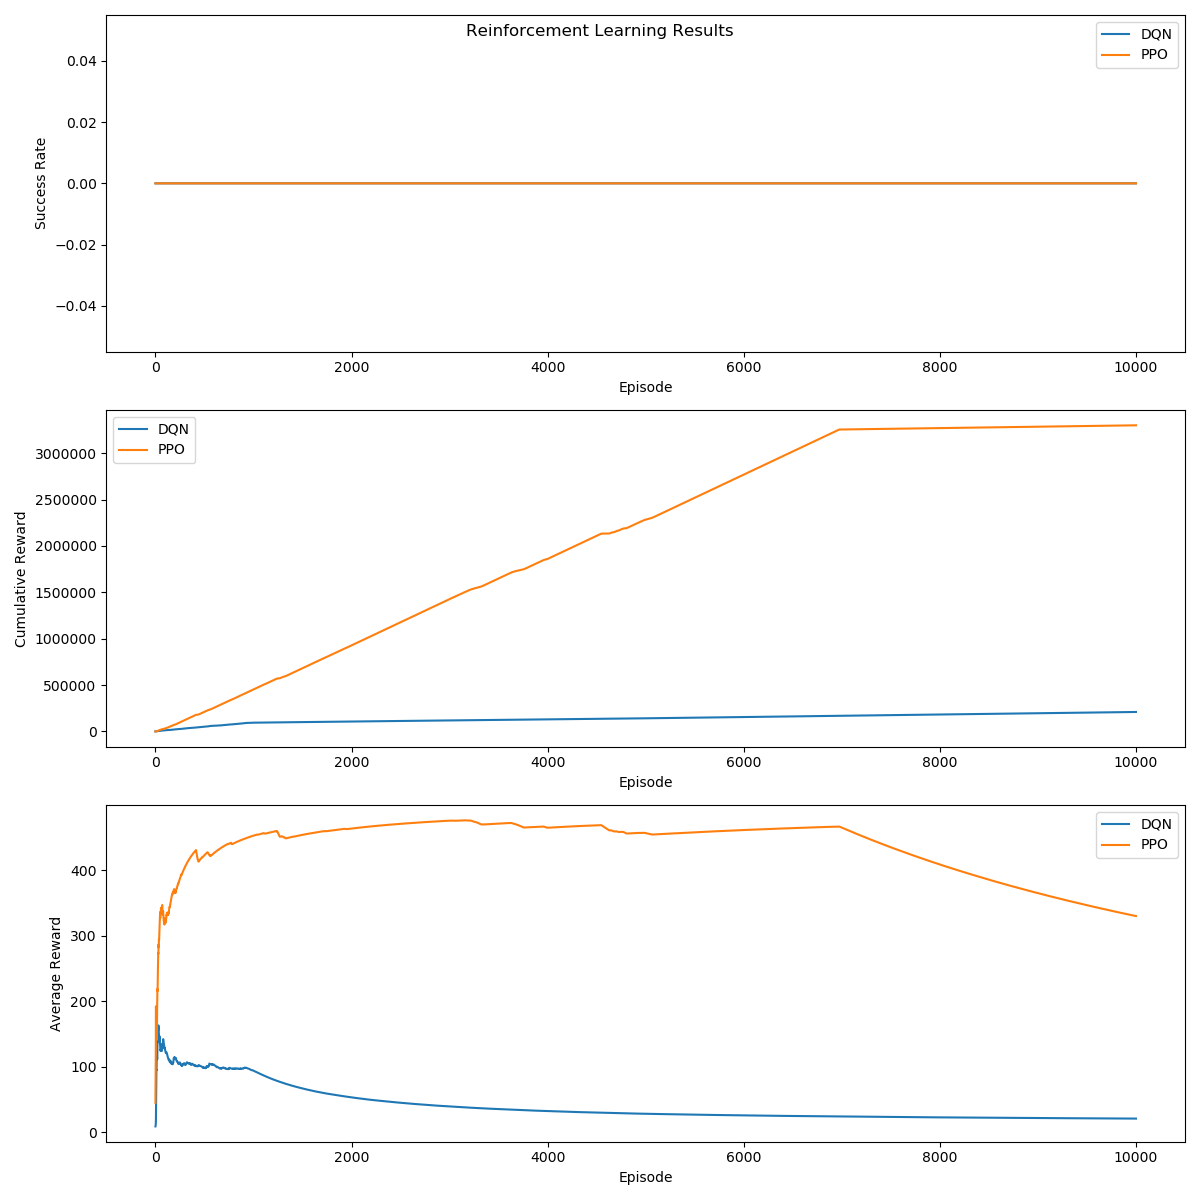 Reinforcement Learning Results
DQN
PPO
0.04
0.02
0.00
−0.02
−0.04
Success Rate
0 2000 4000 6000 8000 10000
Episode
DQN
PPO
3000000
2500000
2000000
1500000
1000000
500000
0
Cumulative Reward
0 2000 4000 6000 8000 10000
Episode
DQN
PPO
400
300
200
100
0
Average Reward
0 2000 4000 6000 8000 10000
Episode